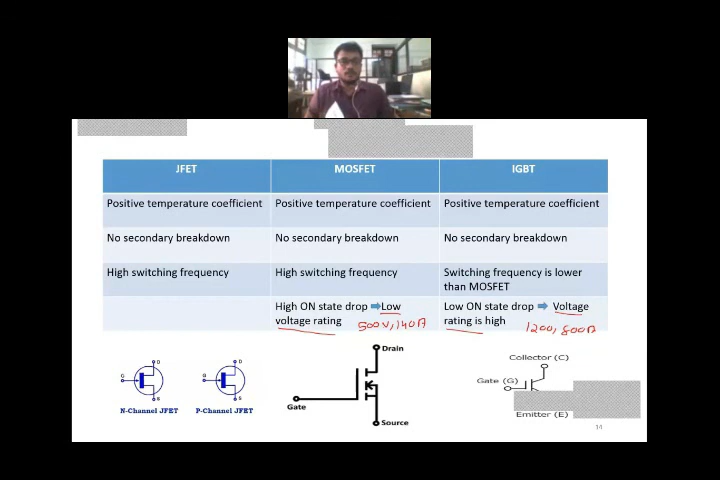 JFET MOSFET IGBT
Positive temperature coefficient Positive temperature coefficient Positive temperature coefficient
No secondary breakdown No secondary breakdown No secondary breakdown
High switching frequency High switching frequency Switching frequency is lower
than MOSFET
High ON state drop ➡Low Low ON state drop ➡ Voltage
voltage rating 500V, 140A rating is high 1200, 800A
Drain
Collector (C)
D D
G G Gate (G)
Gate
S S
N-Channel JFET P-Channel JFET Emitter (E)
Source
14